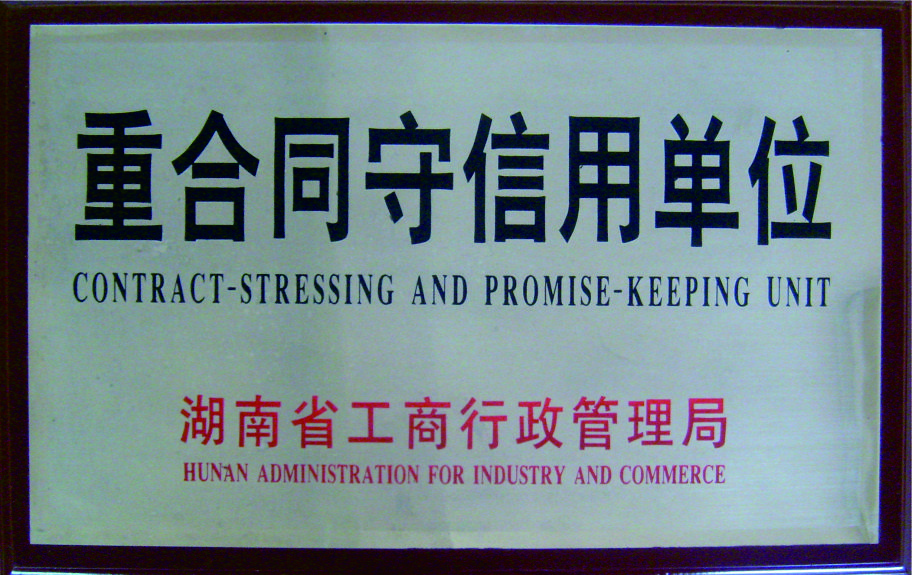 重合同守信用单位
CONTRACT-STRESSING AND PROMISE-KEEPING UNIT
湖南省工商行政管理局
HUNAN ADMINISTRATION FOR INDUSTRY AND COMMERCE